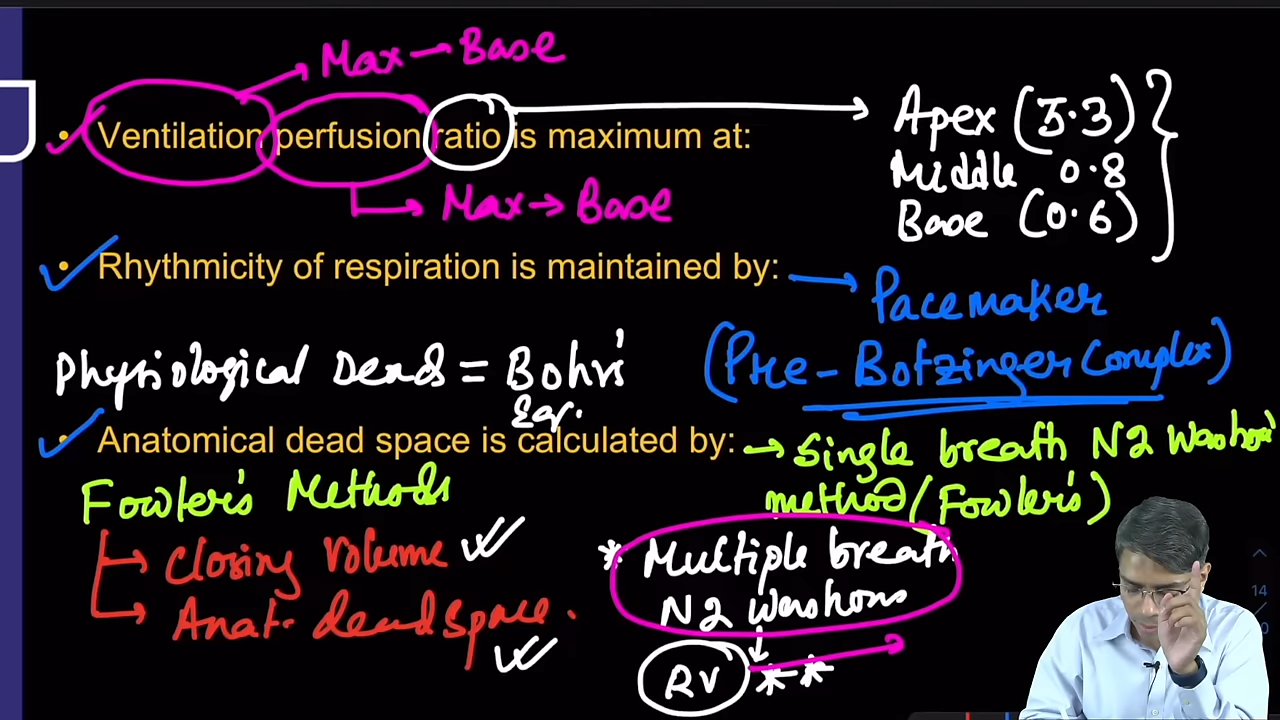 Max → Base
• Ventilation perfusion ratio is maximum at:
Apex (3.3)
Middle 0.8
Base (0.6)
Max → Base
• Rhythmicity of respiration is maintained by:
Pacemaker
(Pre-Botzinger Complex)
Physiological Dead = Bohr's
Eqr.
• Anatomical dead space is calculated by:
→ Single breath N2 washout
method (Fowler's)
Fowler's Methods
Closing Volume
Anat. dead space.
* Multiple breath
N2 washout
RV **
14